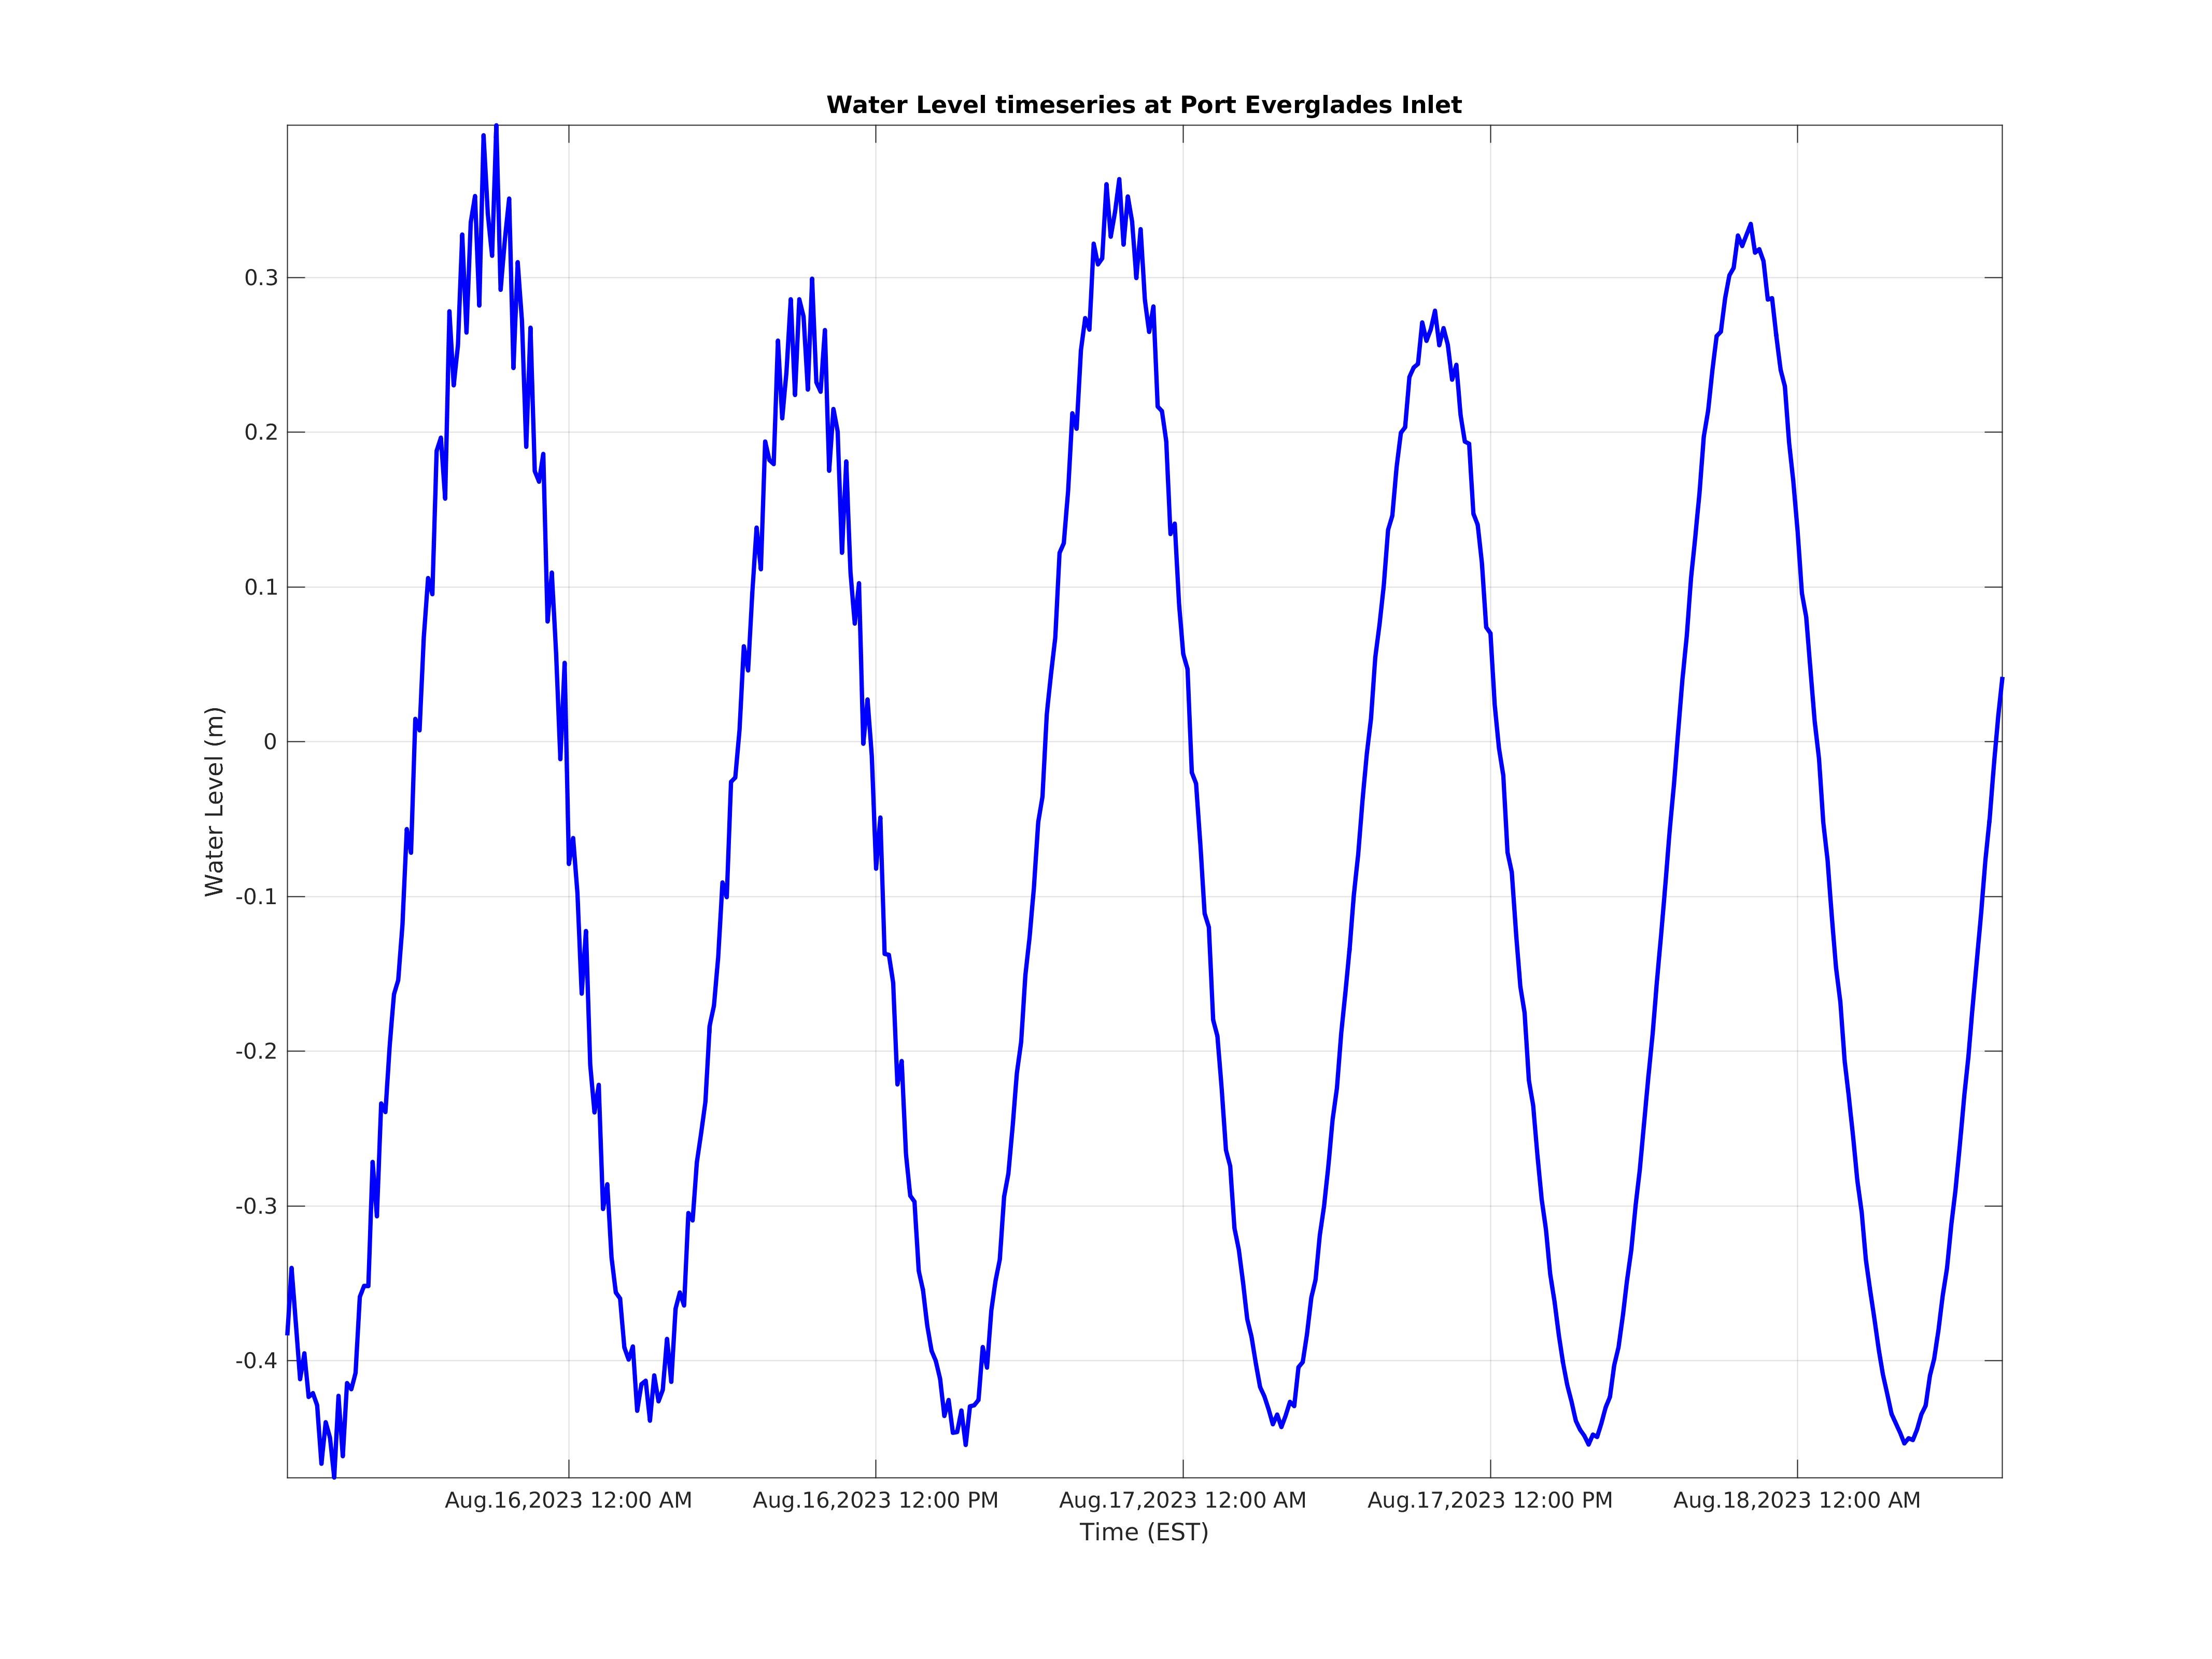 Water Level timeseries at Port Everglades Inlet
0.3
0.2
0.1
0
-0.1
-0.2
-0.3
-0.4
Water Level (m)
Aug.16,2023 12:00 AM
Aug.16,2023 12:00 PM
Aug.17,2023 12:00 AM
Aug.17,2023 12:00 PM
Aug.18,2023 12:00 AM
Time (EST)